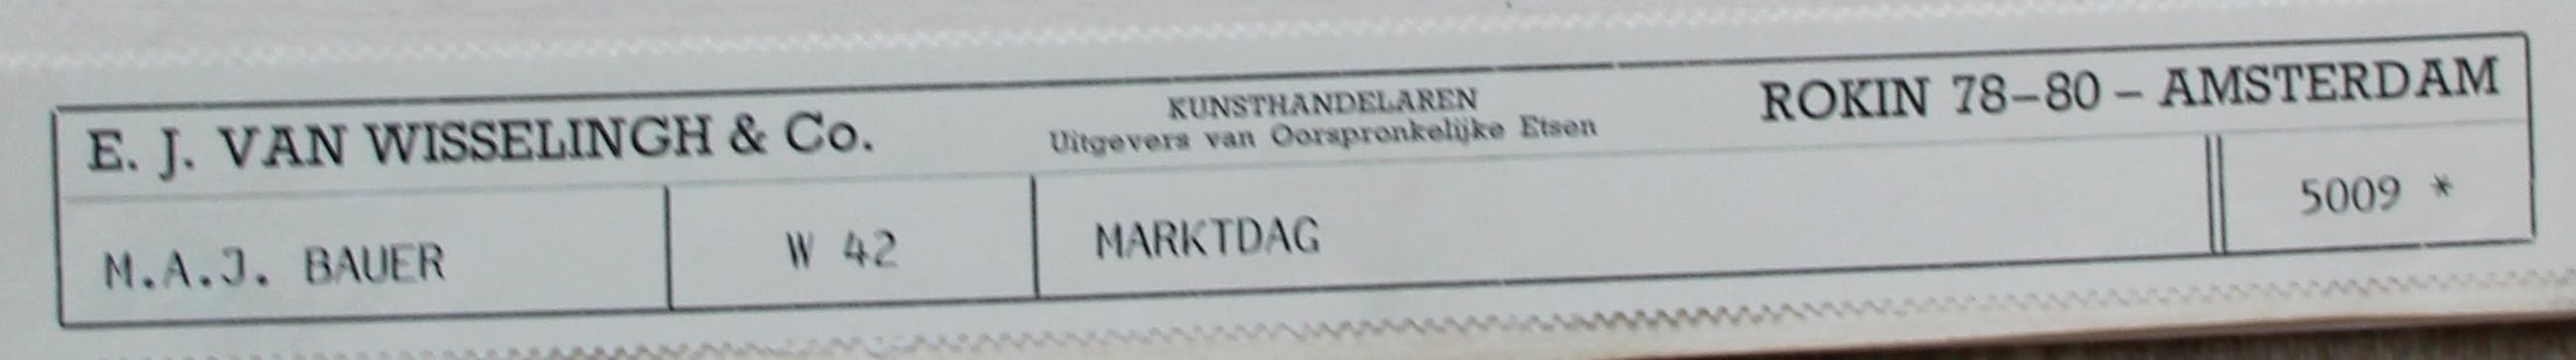 E. J. VAN WISSELINGH & Co.
KUNSTHANDELAREN
Uitgevers van Oorspronkelijke Etsen
ROKIN 78-80 – AMSTERDAM
M.A.J. BAUER
W 42
MARKTDAG
5009 *